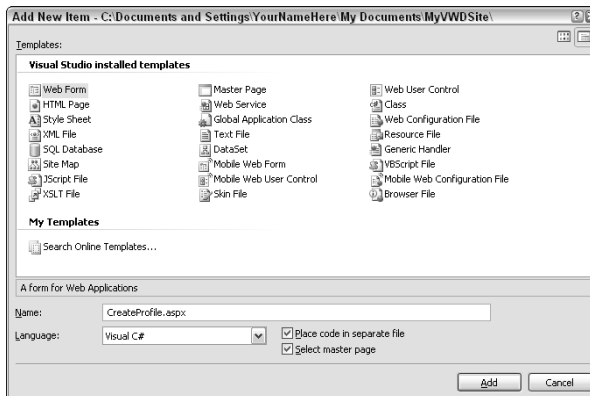 Add New Item - C:\Documents and Settings\YourNameHere\My Documents\MyVWDSite\
Templates:
Visual Studio installed templates
Web Form
Master Page
Web User Control
HTML Page
Web Service
Class
Style Sheet
Global Application Class
Web Configuration File
XML File
Text File
Resource File
SQL Database
DataSet
Generic Handler
Site Map
Mobile Web Form
VBScript File
JScript File
Mobile Web User Control
Mobile Web Configuration File
XSLT File
Skin File
Browser File
My Templates
Search Online Templates...
A form for Web Applications
Name:
CreateProfile.aspx
Language:
Visual C#
Place code in separate file
Select master page
Add
Cancel